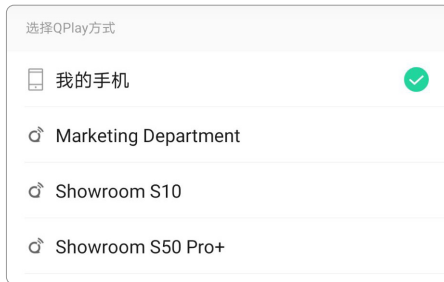 选择QPlay方式
我的手机
Marketing Department
Showroom S10
Showroom S50 Pro+